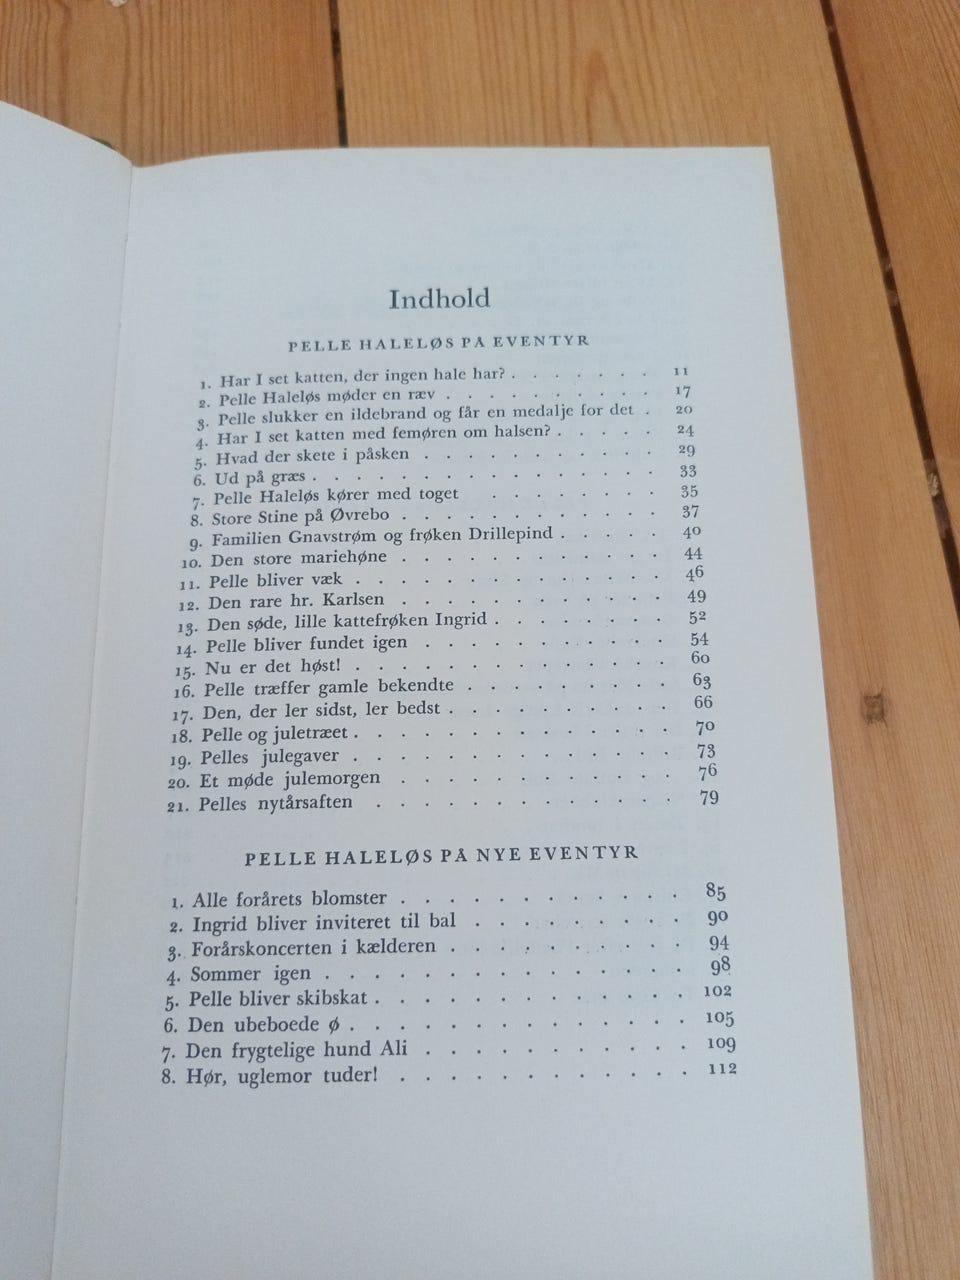 Indhold
PELLE HALELØS PÅ EVENTYR
1. Har I set katten, der ingen hale har? . . . . . . . 11
2. Pelle Haleløs møder en ræv . . . . . . . . . . 17
3. Pelle slukker en ildebrand og får en medalje for det . 20
4. Har I set katten med femøren om halsen? . . . . . 24
5. Hvad der skete i påsken . . . . . . . . . . . 29
6. Ud på græs . . . . . . . . . . . . . . . 33
7. Pelle Haleløs kører med toget . . . . . . . . 35
8. Store Stine på Øvrebo . . . . . . . . . . . . 37
9. Familien Gnavstrøm og frøken Drillepind . . . . . 40
10. Den store mariehøne . . . . . . . . . . . . 44
11. Pelle bliver væk . . . . . . . . . . . . . . 46
12. Den rare hr. Karlsen . . . . . . . . . . . . 49
13. Den søde, lille kattefrøken Ingrid . . . . . . . . 52
14. Pelle bliver fundet igen . . . . . . . . . . . 54
15. Nu er det høst! . . . . . . . . . . . . . . 60
16. Pelle træffer gamle bekendte . . . . . . . . . 63
17. Den, der ler sidst, ler bedst . . . . . . . . . . 66
18. Pelle og juletræet . . . . . . . . . . . . . . 70
19. Pelles julegaver . . . . . . . . . . . . . . 73
20. Et møde julemorgen . . . . . . . . . . . . 76
21. Pelles nytårsaften . . . . . . . . . . . . . 79
PELLE HALELØS PÅ NYE EVENTYR
1. Alle forårets blomster . . . . . . . . . . . . 85
2. Ingrid bliver inviteret til bal . . . . . . . . . 90
3. Forårskoncerten i kælderen . . . . . . . . . . 94
4. Sommer igen . . . . . . . . . . . . . . . 98
5. Pelle bliver skibskat . . . . . . . . . . . . . 102
6. Den ubeboede ø . . . . . . . . . . . . . . 105
7. Den frygtelige hund Ali . . . . . . . . . . . 109
8. Hør, uglemor tuder! . . . . . . . . . . . . 112